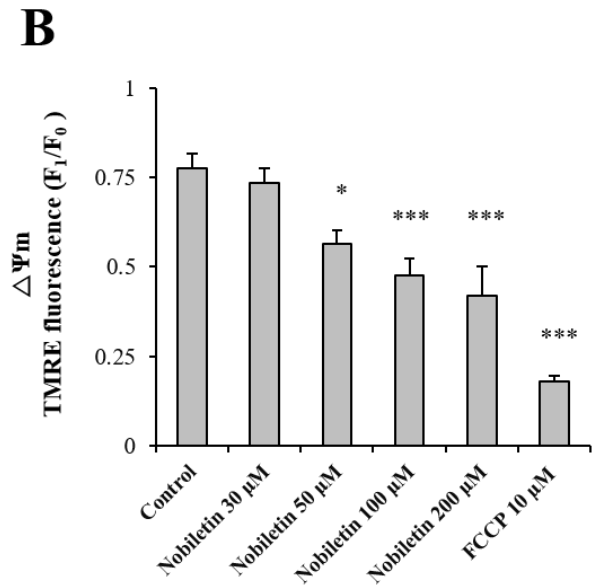 B
△Ψm
TMRE fluorescence (F₁/F₀ )
1
0.75
0.5
0.25
0
*
***
***
***
Control
Nobiletin 30 μM
Nobiletin 50 μM
Nobiletin 100 μM
Nobiletin 200 μM
FCCP 10 μM